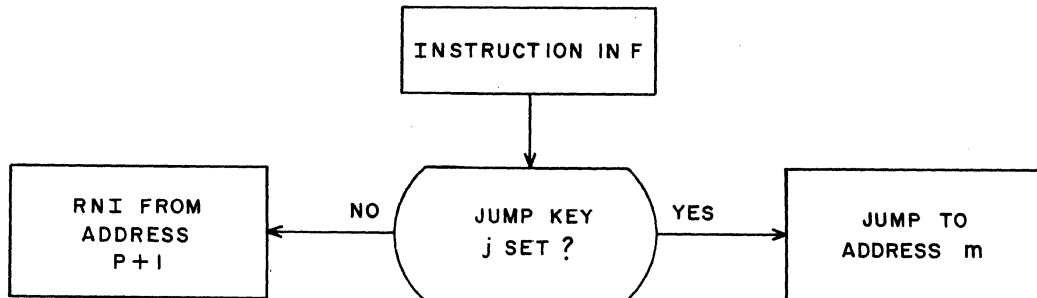 INSTRUCTION IN F
RNI FROM
ADDRESS
P+1
NO
JUMP KEY
j SET ?
YES
JUMP TO
ADDRESS m